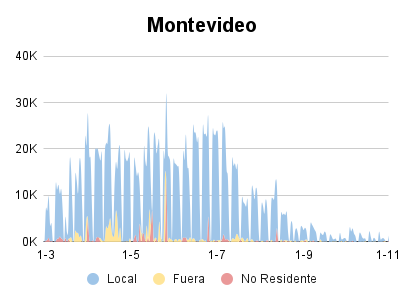 Montevideo
40K
30K
20K
10K
0K
1-3 1-5 1-7 1-9 1-11
Local Fuera No Residente